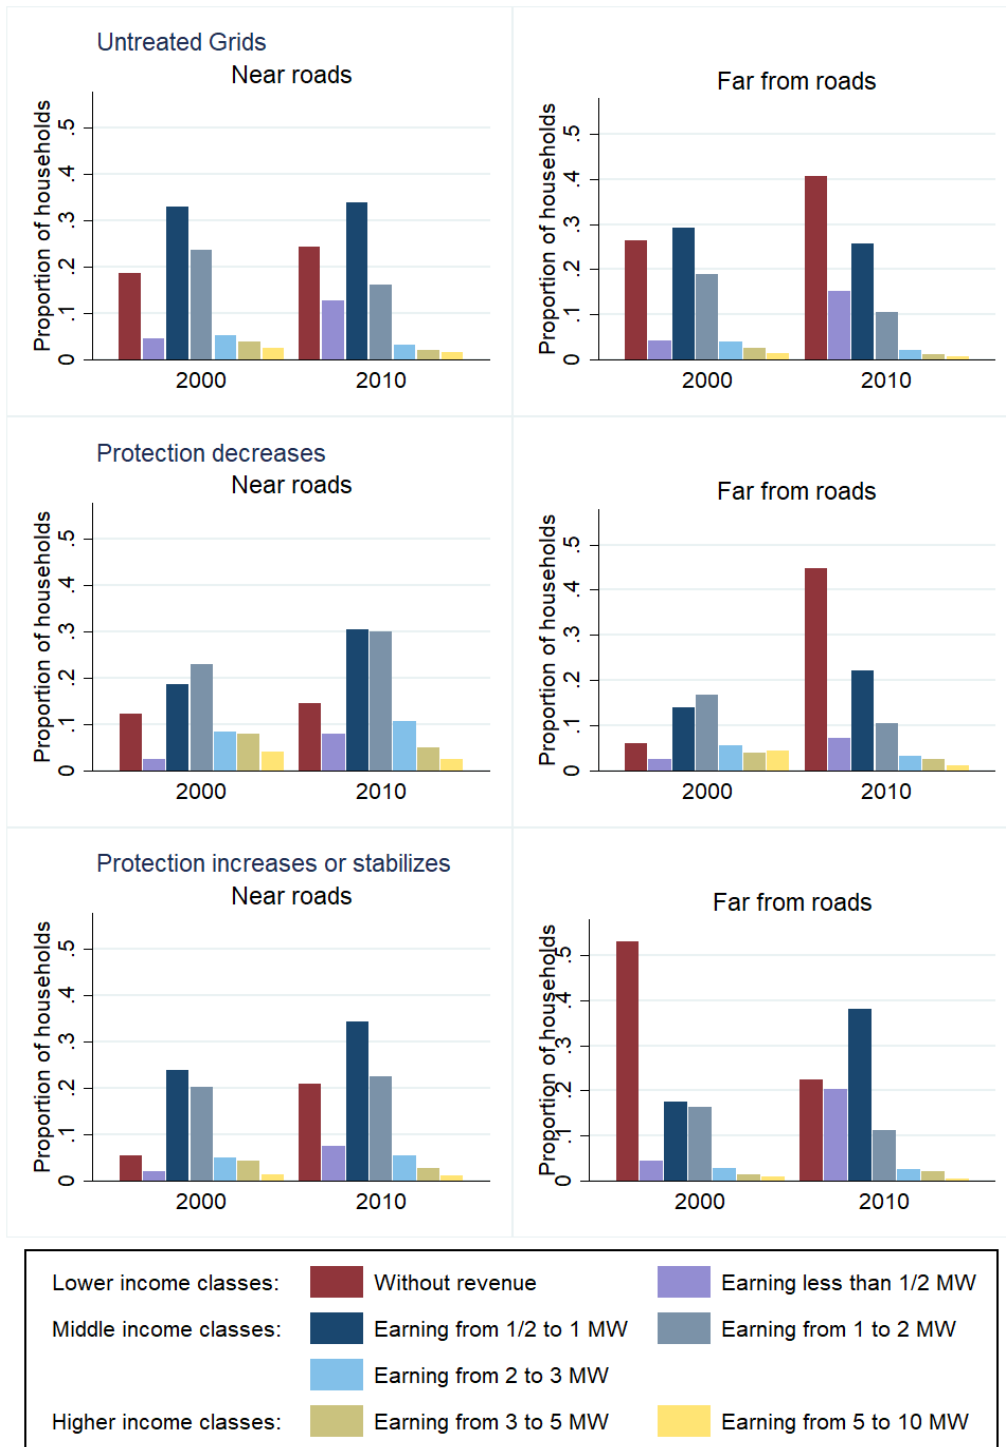 Untreated Grids
Near roads
Proportion of households
0 .1 .2 .3 .4 .5
2000 2010
Far from roads
Proportion of households
0 .1 .2 .3 .4 .5
2000 2010
Protection decreases
Near roads
Proportion of households
0 .1 .2 .3 .4 .5
2000 2010
Far from roads
Proportion of households
0 .1 .2 .3 .4 .5
2000 2010
Protection increases or stabilizes
Near roads
Proportion of households
0 .1 .2 .3 .4 .5
2000 2010
Far from roads
Proportion of households
0 .1 .2 .3 .4 .5
2000 2010
Lower income classes: Without revenue Earning less than 1/2 MW
Middle income classes: Earning from 1/2 to 1 MW Earning from 1 to 2 MW
Earning from 2 to 3 MW
Higher income classes: Earning from 3 to 5 MW Earning from 5 to 10 MW